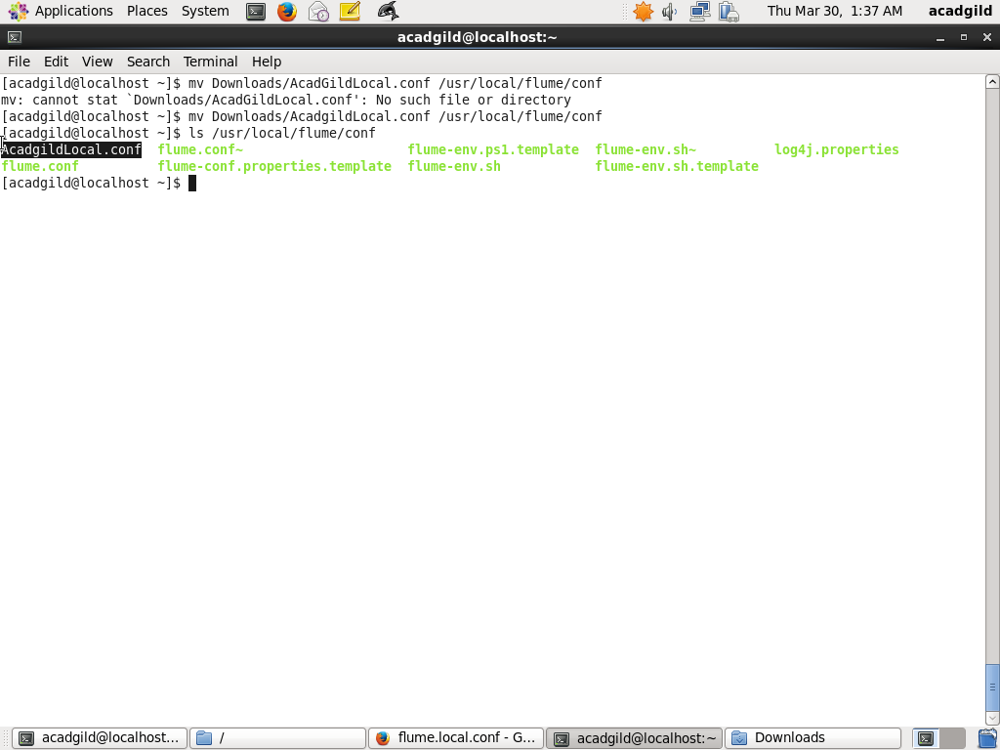 Applications Places System Thu Mar 30, 1:37 AM acadgild
acadgild@localhost:~
File Edit View Search Terminal Help
[acadgild@localhost ~]$ mv Downloads/AcadGildLocal.conf /usr/local/flume/conf
mv: cannot stat `Downloads/AcadGildLocal.conf': No such file or directory
[acadgild@localhost ~]$ mv Downloads/AcadgildLocal.conf /usr/local/flume/conf
[acadgild@localhost ~]$ ls /usr/local/flume/conf
AcadgildLocal.conf flume.conf~ flume-env.ps1.template flume-env.sh~ log4j.properties
flume.conf flume-conf.properties.template flume-env.sh flume-env.sh.template
[acadgild@localhost ~]$
acadgild@localhost... / flume.local.conf - G... acadgild@localhost:~ Downloads